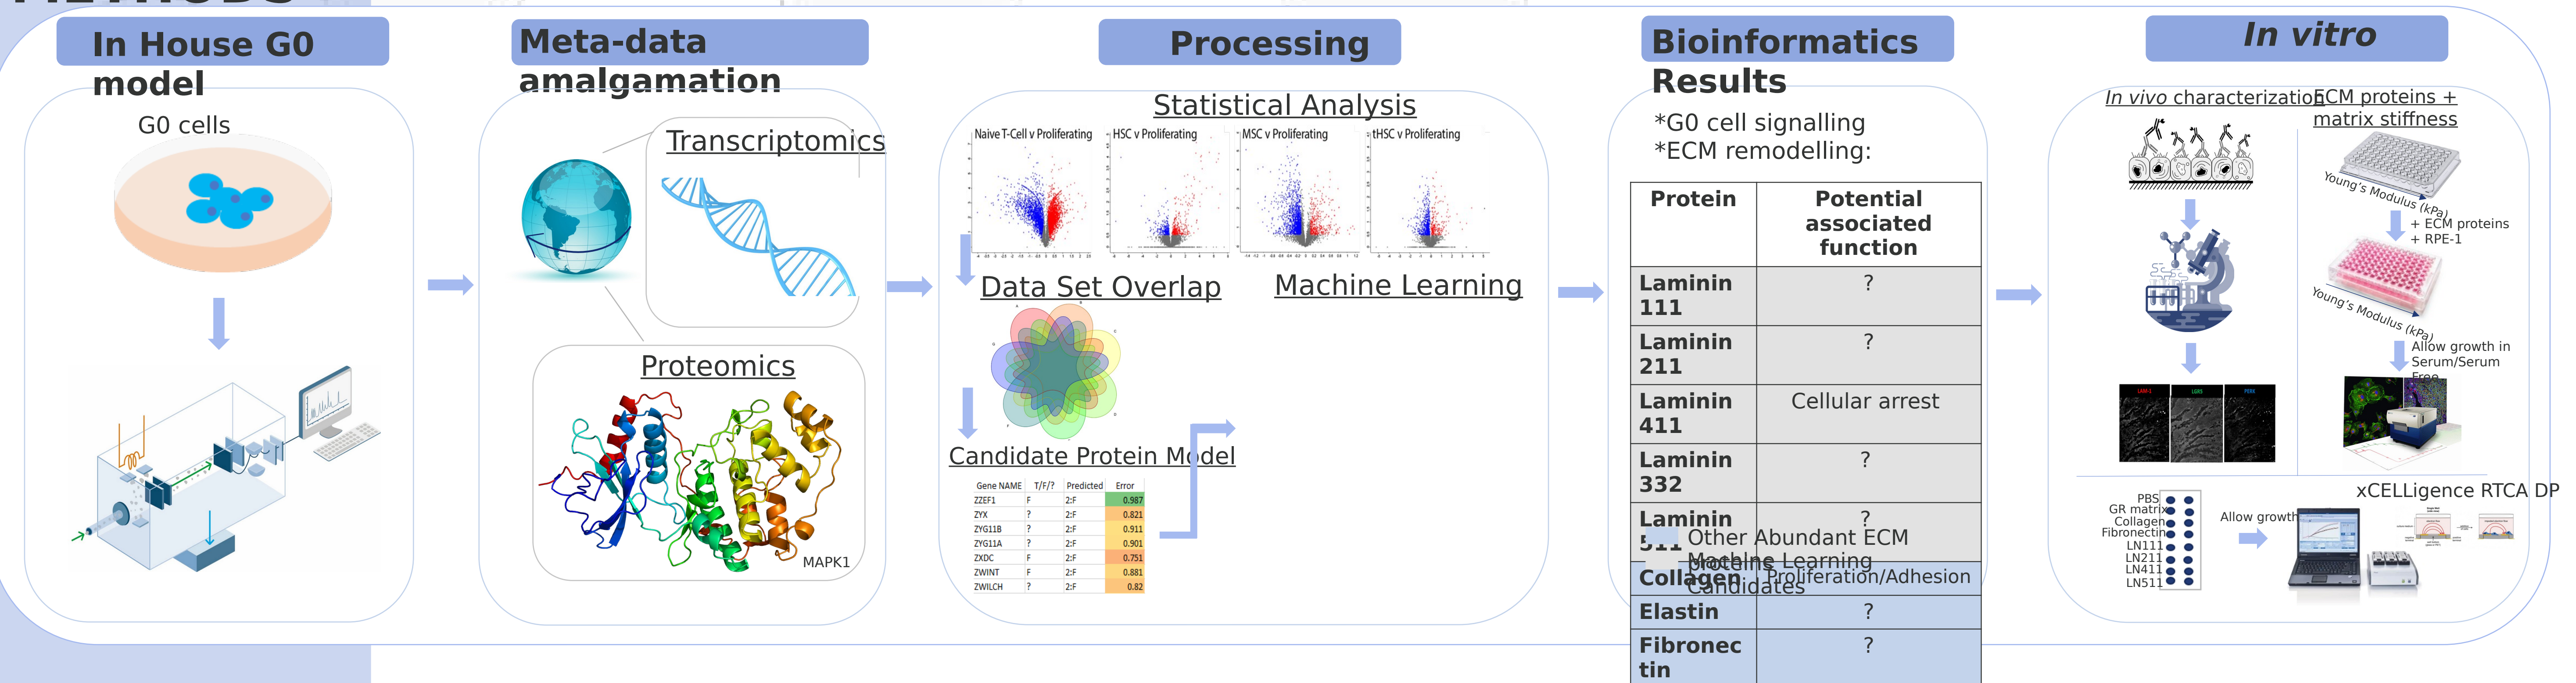 METHODS
In House G0
model
G0 cells
Meta-data
amalgamation
Transcriptomics
Proteomics
MAPK1
Processing
Statistical Analysis
Naive T-Cell v Proliferating
HSC v Proliferating
MSC v Proliferating
tHSC v Proliferating
Data Set Overlap
Machine Learning
Candidate Protein Model
Gene NAME T/F/? Predicted Error
ZZEF1 F 2:F 0.987
ZYX ? 2:F 0.821
ZYG11B ? 2:F 0.911
ZYG11A ? 2:F 0.901
ZXDC F 2:F 0.751
ZWINT F 2:F 0.881
ZWILCH ? 2:F 0.82
Bioinformatics
Results
*G0 cell signalling
*ECM remodelling:
Protein Potential
associated
function
Laminin ?
111
Laminin ?
211
Laminin Cellular arrest
411
Laminin ?
332
Laminin ?
511
Other Abundant ECM
proteins
Machine Learning
Candidates
Collagen Proliferation/Adhesion
Elastin ?
Fibronec ?
tin
In vitro
In vivo characterization
ECM proteins +
matrix stiffness
Young's Modulus (kPa)
+ ECM proteins
+ RPE-1
Young's Modulus (kPa)
Allow growth in
Serum/Serum
Free
xCELLigence RTCA DP
PBS
GR matrix
Collagen
Fibronectin
LN111
LN211
LN411
LN511
Allow growth